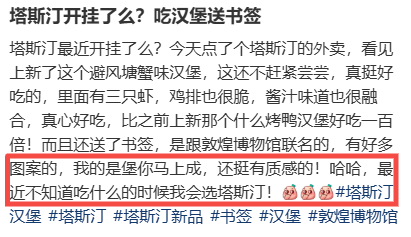 塔斯汀开挂了么？吃汉堡送书签
塔斯汀最近开挂了么？今天点了个塔斯汀的外卖，看见
上新了这个避风塘蟹味汉堡，这还不赶紧尝尝，真挺好
吃的，里面有三只虾，鸡排也很脆，酱汁味道也很融
合，真心好吃，比之前上新那个什么烤鸭汉堡好吃一百
倍！而且还送了书签，是跟敦煌博物馆联名的，有好多
图案的，我的是堡你马上成，还挺有质感的！哈哈，最
近不知道吃什么的时候我会选塔斯汀！#塔斯汀
汉堡 #塔斯汀 #塔斯汀新品 #书签 #汉堡 #敦煌博物馆